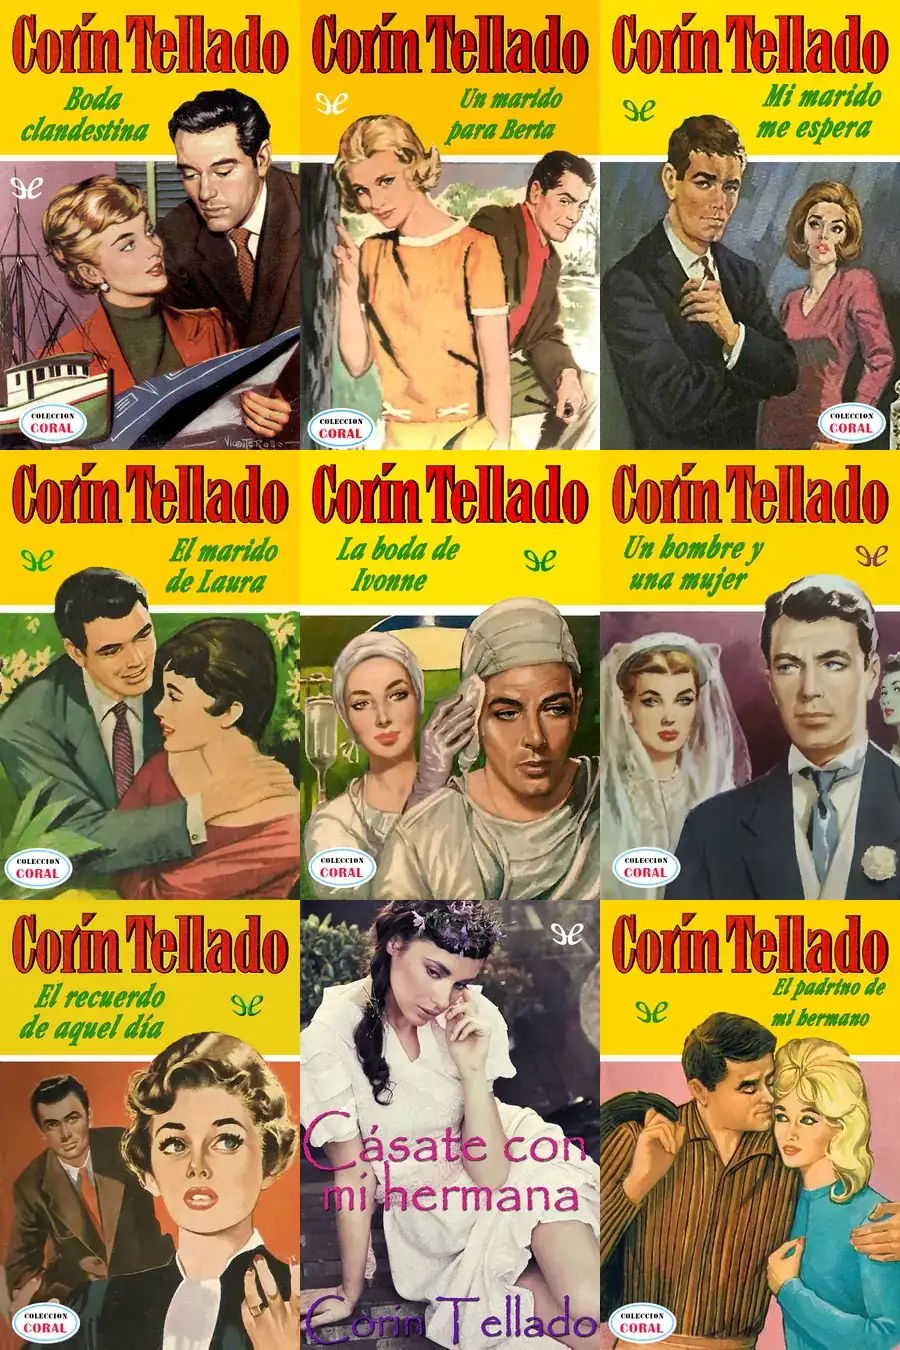 Corín Tellado
Boda
clandestina
COLECCION
CORAL
VICENTE ROSO
Corín Tellado
Un marido
para Berta
COLECCION
CORAL
Corín Tellado
Mi marido
me espera
COLECCION
CORAL
Corín Tellado
El marido
de Laura
COLECCION
CORAL
Corín Tellado
La boda de
Ivonne
COLECCION
CORAL
Corín Tellado
Un hombre y
una mujer
COLECCION
CORAL
Corín Tellado
El recuerdo
de aquel día
COLECCION
CORAL
Cásate con
mi hermana
Corín Tellado
Corín Tellado
El padrino de
mi hermano
COLECCION
CORAL